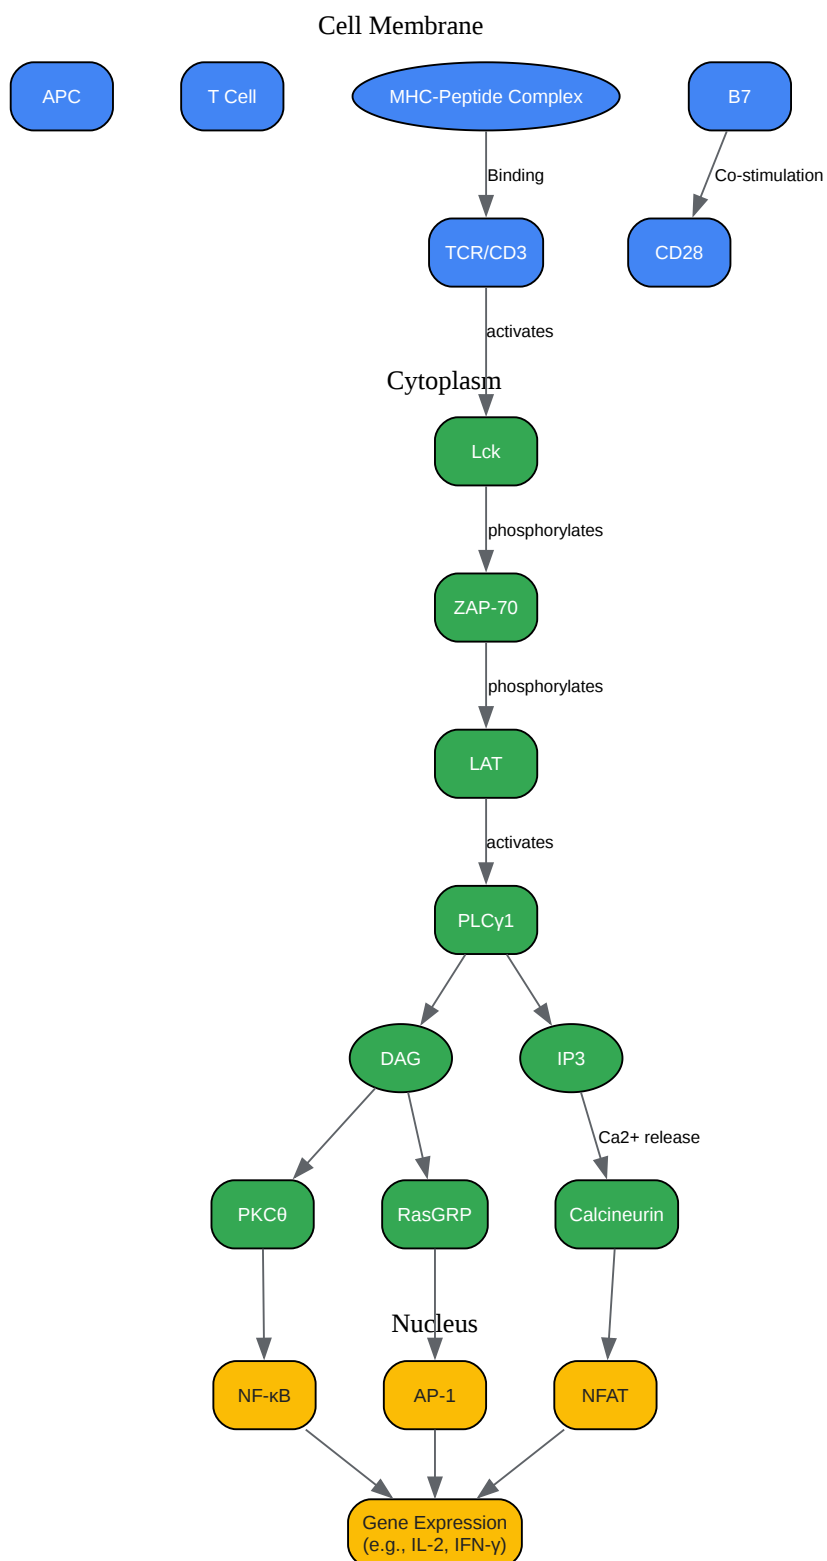 Cell Membrane
APC
T Cell
MHC-Peptide Complex
B7
Binding
Co-stimulation
TCR/CD3
CD28
activates
Cytoplasm
Lck
phosphorylates
ZAP-70
phosphorylates
LAT
activates
PLCγ1
DAG
IP3
Ca2+ release
PKCθ
RasGRP
Calcineurin
Nucleus
NF-κB
AP-1
NFAT
Gene Expression
(e.g., IL-2, IFN-γ)